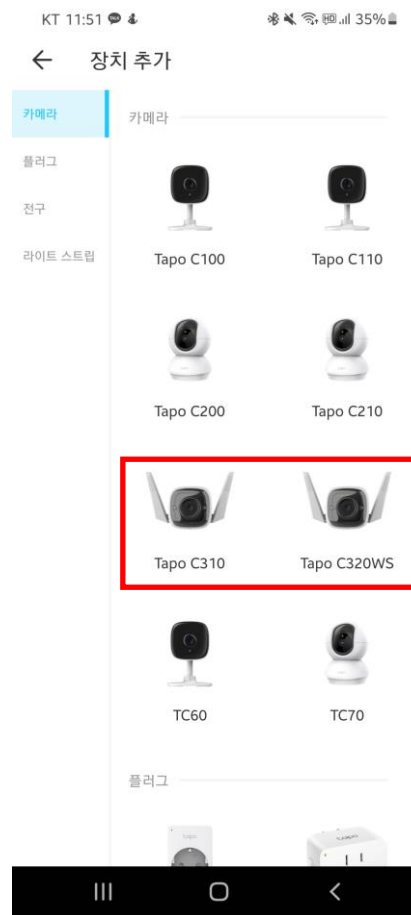 KT 11:51
35%
장치 추가
카메라
플러그
전구
라이트 스트립
카메라
Tapo C100
Tapo C110
Tapo C200
Tapo C210
Tapo C310
Tapo C320WS
TC60
TC70
플러그
tapo
tapo